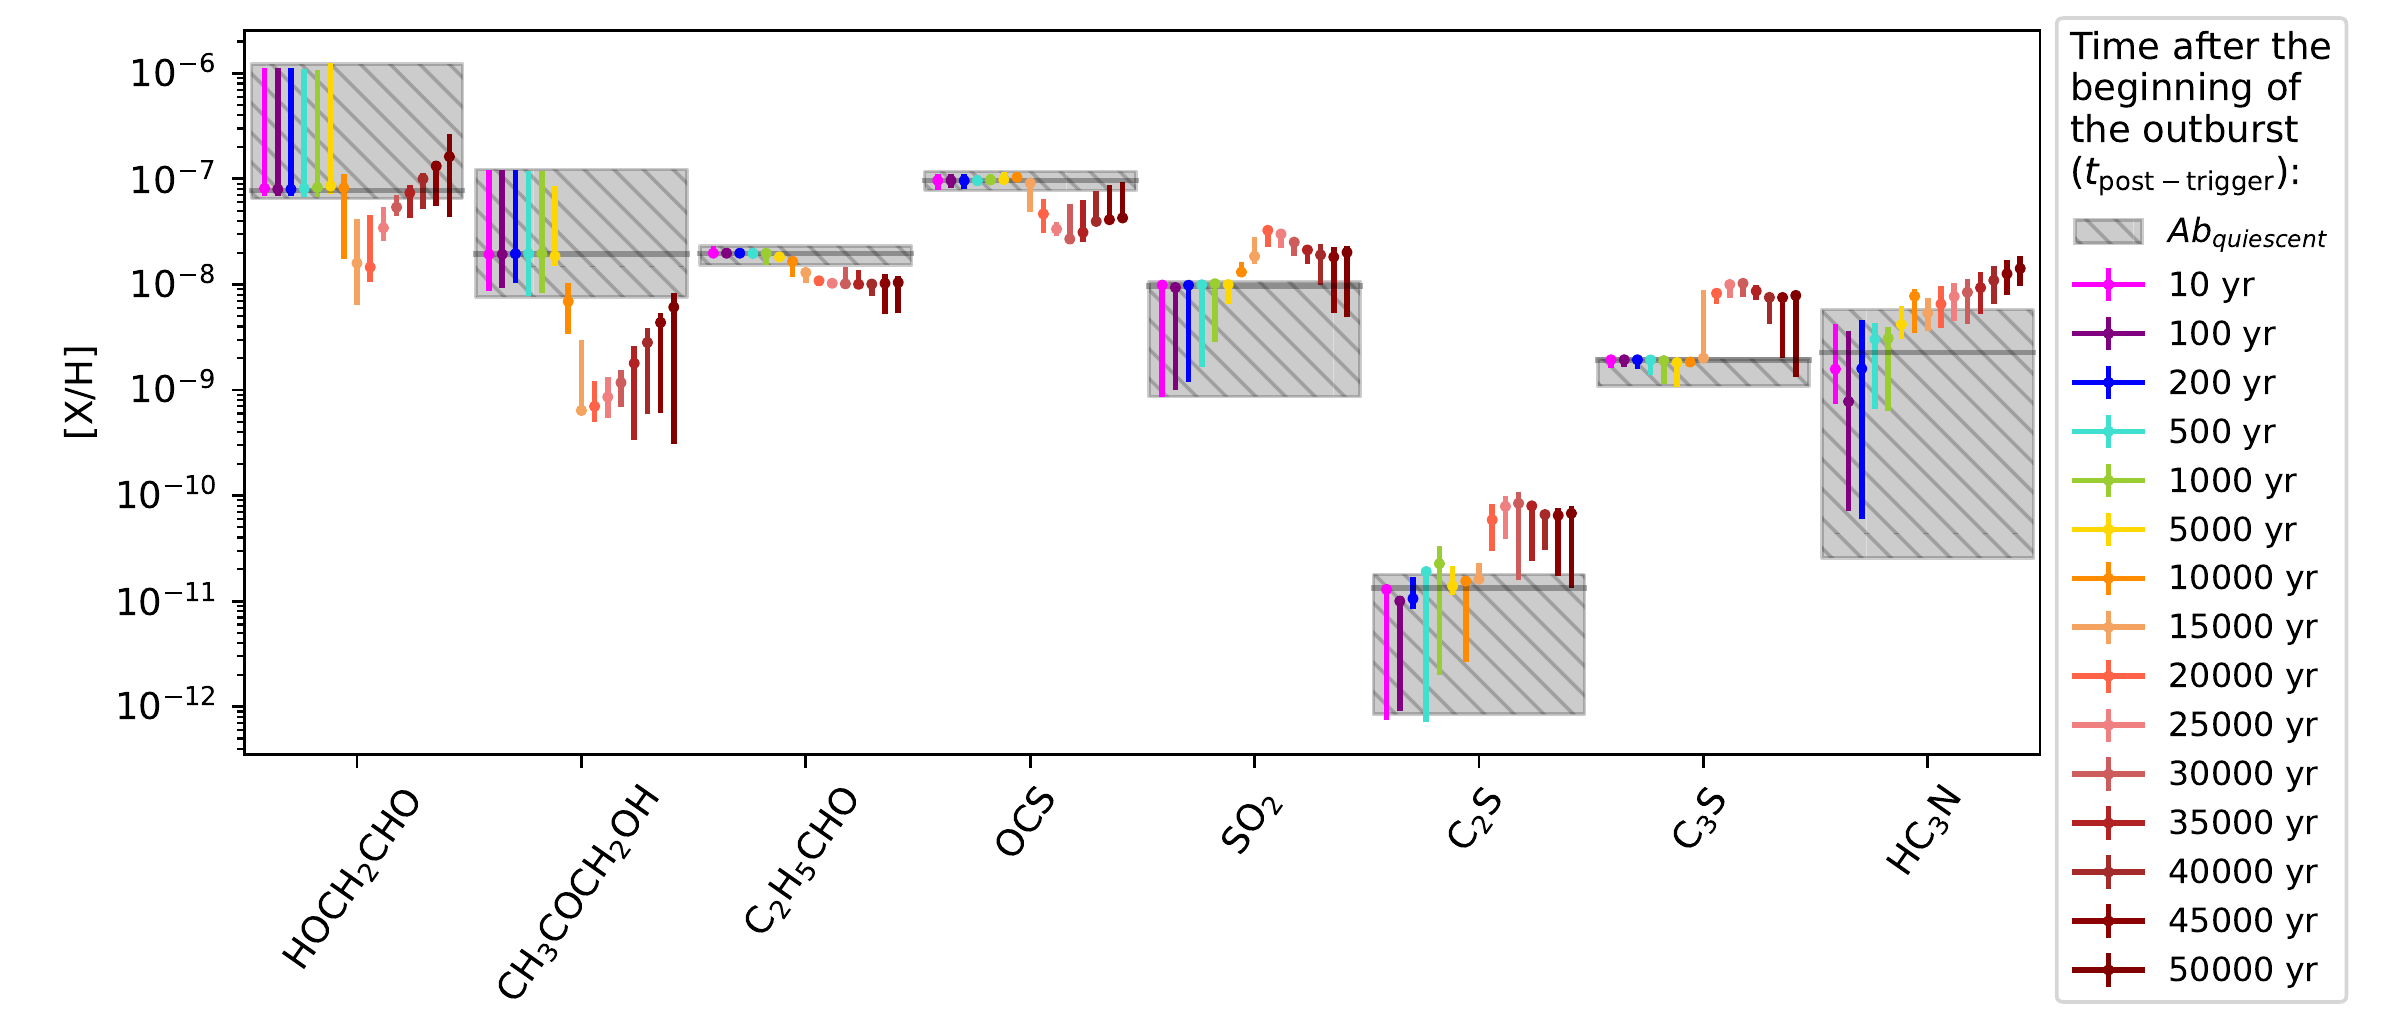 [X/H]
10⁻⁶
10⁻⁷
10⁻⁸
10⁻⁹
10⁻¹⁰
10⁻¹¹
10⁻¹²
HOCH₂CHO
CH₃COCH₂OH
C₂H₅CHO
OCS
SO₂
C₂S
C₃S
HC₃N
Time after the
beginning of
the outburst
(t_post−trigger):
Ab_quiescent
10 yr
100 yr
200 yr
500 yr
1000 yr
5000 yr
10000 yr
15000 yr
20000 yr
25000 yr
30000 yr
35000 yr
40000 yr
45000 yr
50000 yr